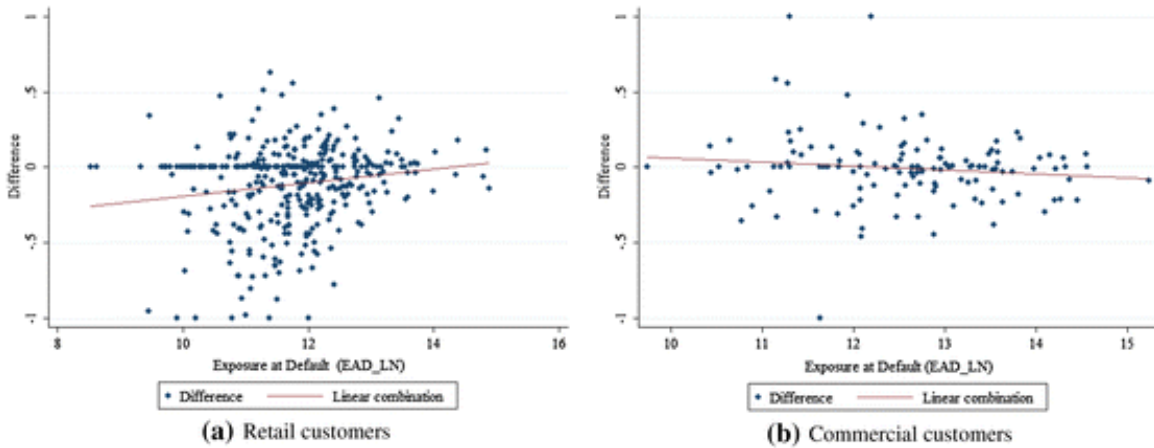 1
.5
0
-.5
-1
Difference
8
10
12
14
16
Exposure at Default (EAD_LN)
Difference
Linear combination
(a) Retail customers
1
.5
0
-.5
-1
Difference
10
11
12
13
14
15
Exposure at Default (EAD_LN)
Difference
Linear combination
(b) Commercial customers